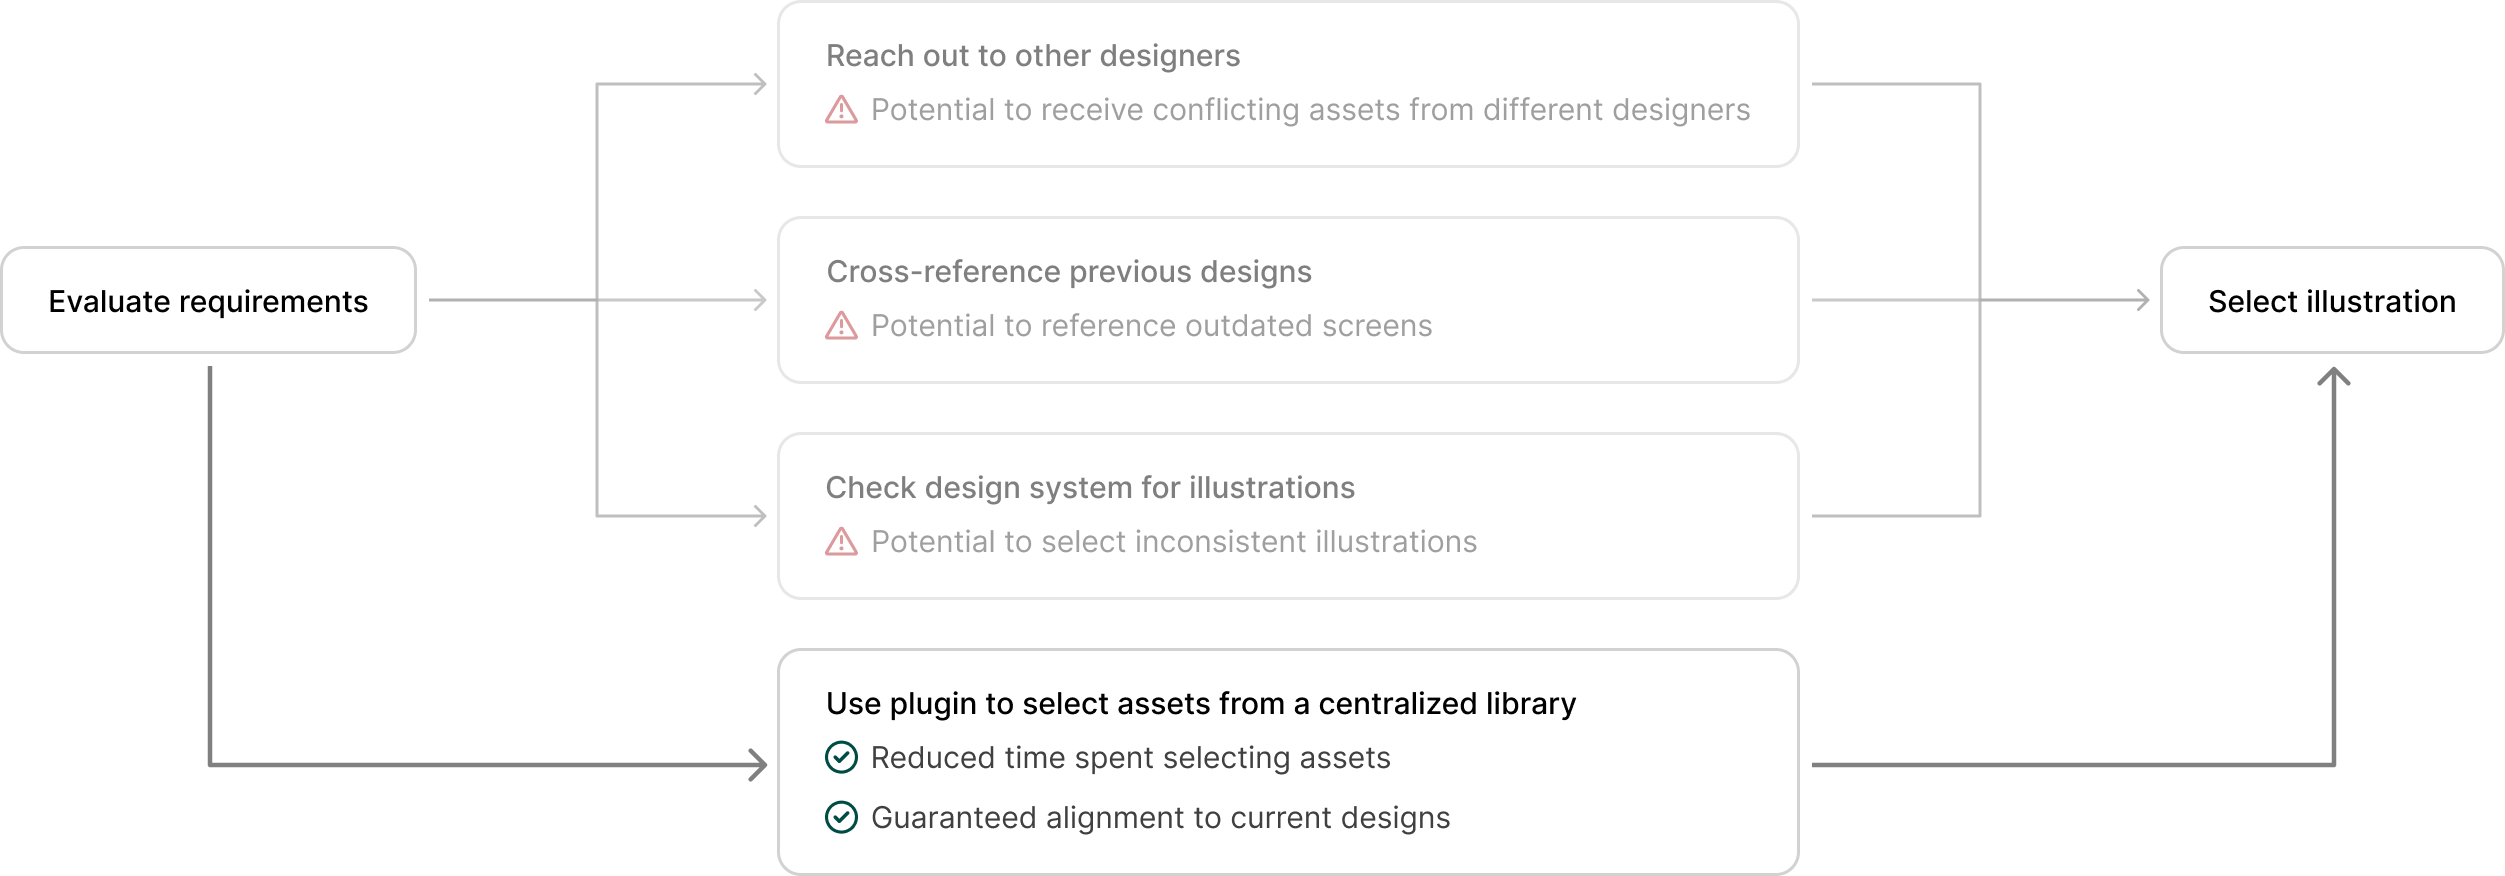 Evaluate requirements
Reach out to other designers
Potential to receive conflicting assets from different designers
Cross-reference previous designs
Potential to reference outdated screens
Check design system for illustrations
Potential to select inconsistent illustrations
Use plugin to select assets from a centralized library
Reduced time spent selecting assets
Guaranteed alignment to current designs
Select illustration